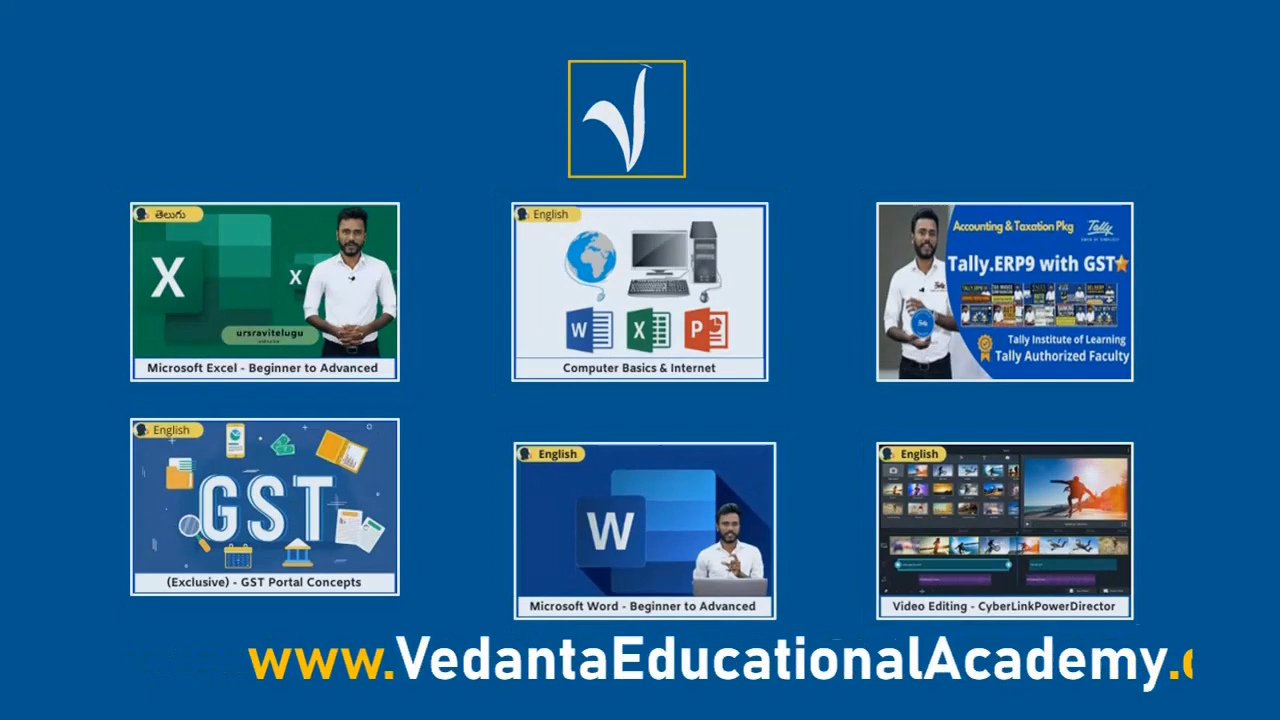 తెలుగు
X
X
ursravitelugu
Microsoft Excel - Beginner to Advanced
English
W
X
P
Computer Basics & Internet
Accounting & Taxation Pkg
Tally
Tally.ERP9 with GST
Tally Institute of Learning
Tally Authorized Faculty
English
GST
(Exclusive) - GST Portal Concepts
English
W
Microsoft Word - Beginner to Advanced
English
Video Editing - CyberLinkPowerDirector
www.VedantaEducationalAcademy.c